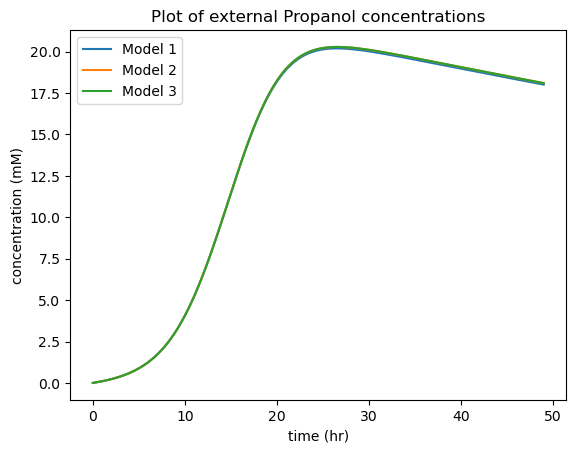 Plot of external Propanol concentrations
Model 1
Model 2
Model 3
20.0
17.5
15.0
12.5
10.0
7.5
5.0
2.5
0.0
concentration (mM)
0 10 20 30 40 50
time (hr)